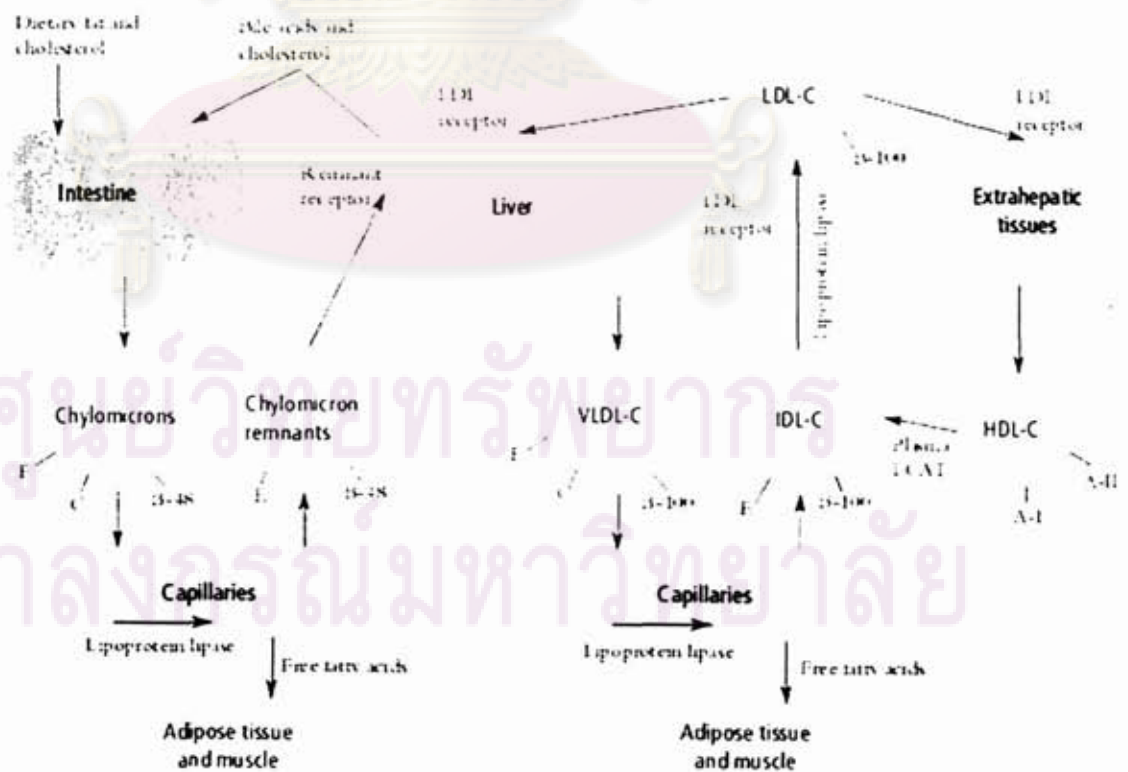 Dietary fat and
cholesterol
Bile acids and
cholesterol
LDL
receptor
LDL-C
LDL
receptor
B-100
Intestine
Remnant
receptor
Liver
LDL
receptor
Lipoprotein lipase
Extrahepatic
tissues
ศูนย์วิทยทรัพยากร
Chylomicrons
Chylomicron
remnants
VLDL-C
IDL-C
HDL-C
Plasma
LCAT
E
C
B-48
E
B-48
E
C
B-100
E
B-100
A-I
A-II
าลงกรณ์มหาวิทยาลัย
Capillaries
Lipoprotein lipase
Free fatty acids
Adipose tissue
and muscle
Capillaries
Lipoprotein lipase
Free fatty acids
Adipose tissue
and muscle